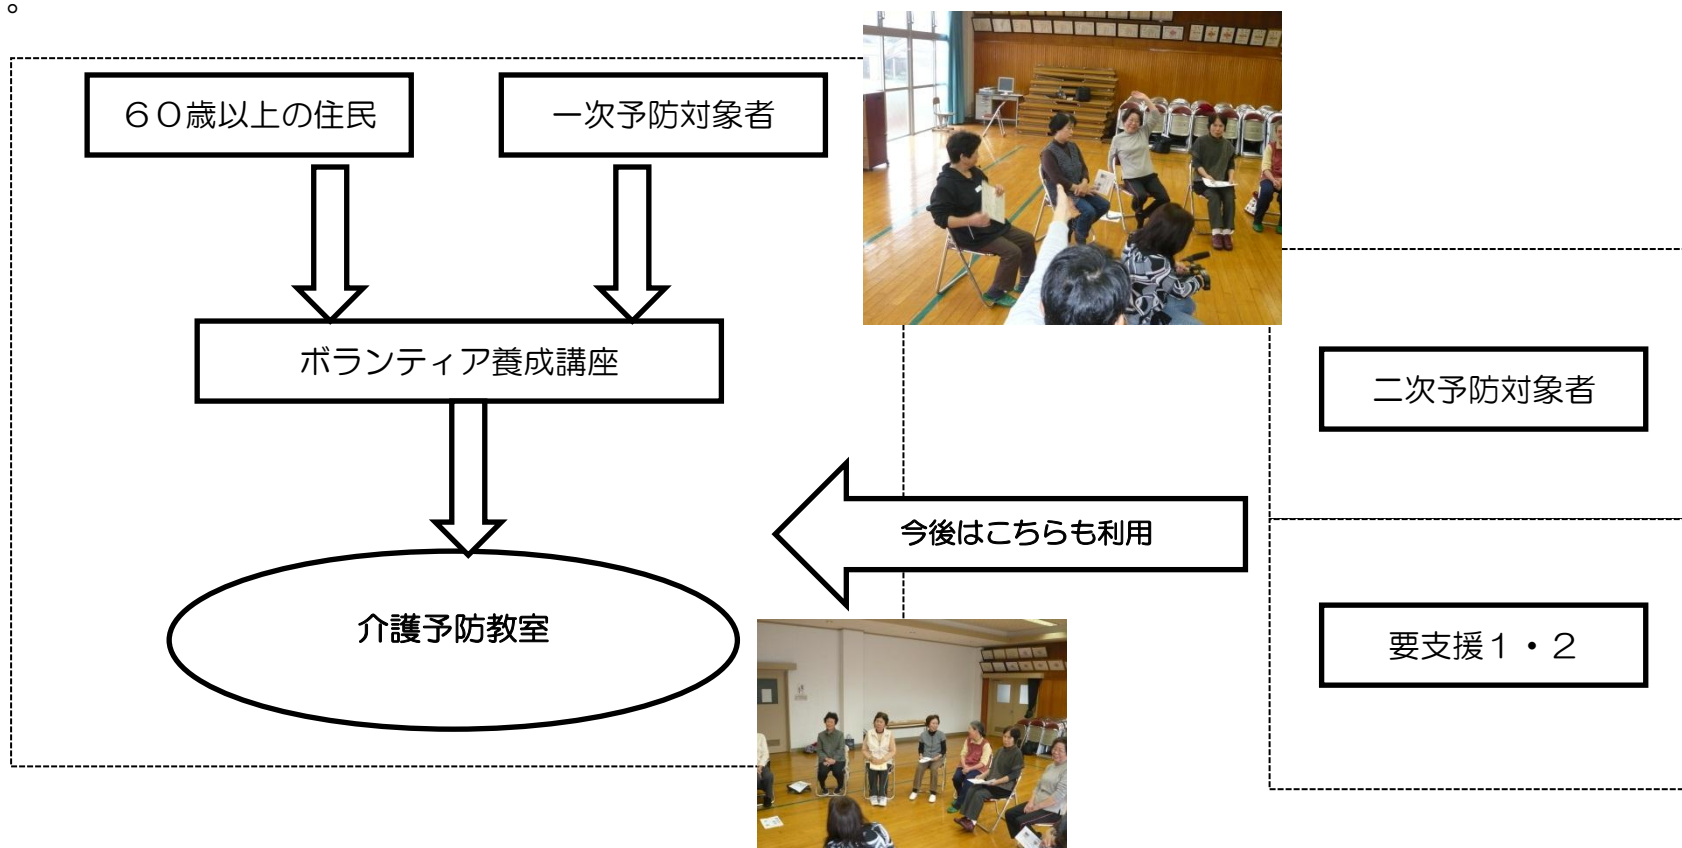 。
６０歳以上の住民
一次予防対象者
ボランティア養成講座
二次予防対象者
今後はこちらも利用
介護予防教室
要支援１・２